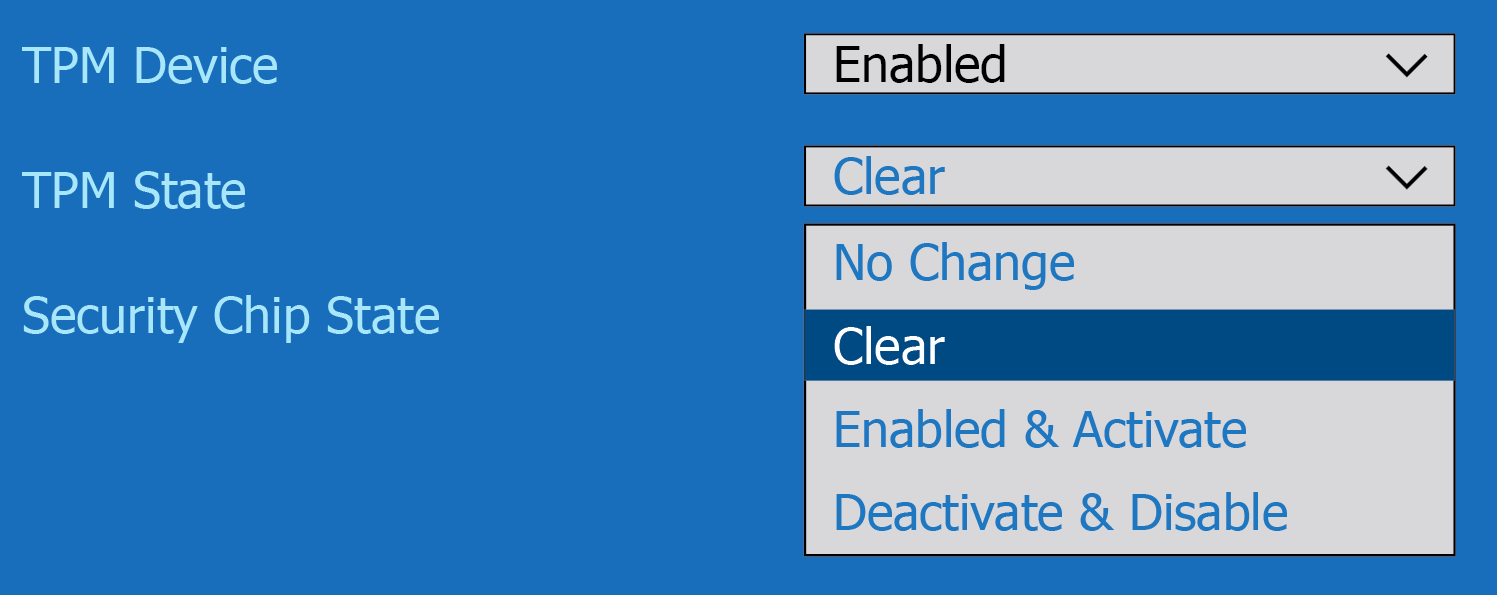 TPM Device
Enabled
TPM State
Clear
Security Chip State
No Change
Clear
Enabled & Activate
Deactivate & Disable